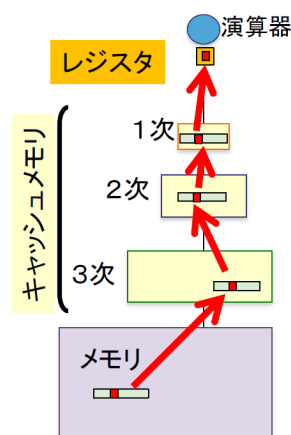 演算器
レジスタ
1次
キャッシュメモリ
2次
3次
メモリ